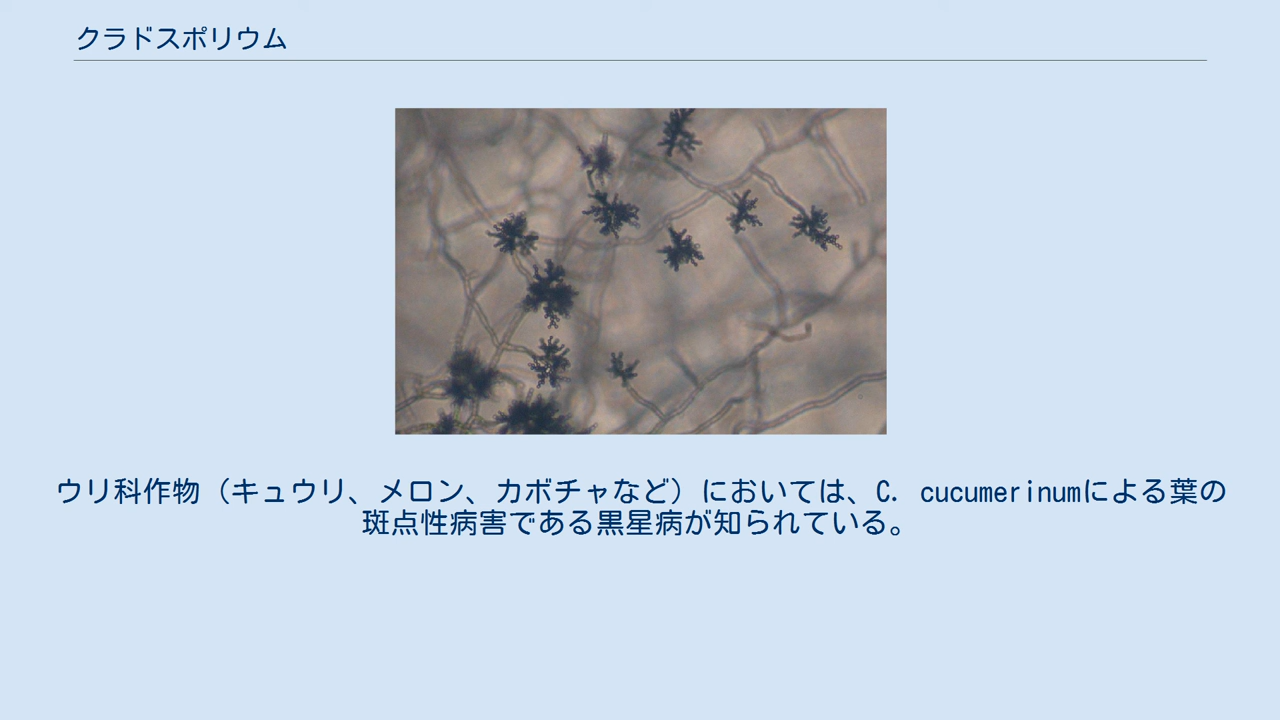 クラドスポリウム
ウリ科作物（キュウリ、メロン、カボチャなど）においては、C. cucumerinumによる葉の
斑点性病害である黒星病が知られている。